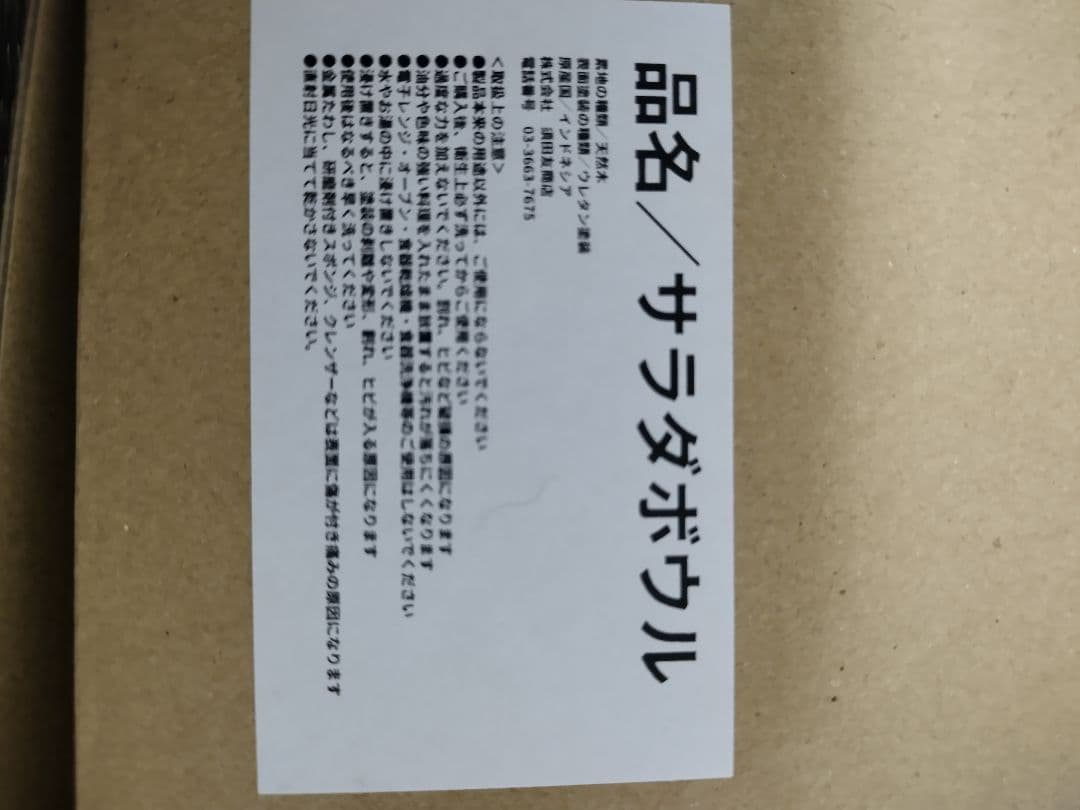 品名／サラダボウル
素地の種類／天然木
表面塗装の種類／ウレタン塗装
原産国／インドネシア
株式会社 須田友商店
電話番号 03-3663-7675
＜取扱上の注意＞
●製品本来の用途以外には、ご使用にならないでください
●ご購入後、衛生上必ず洗ってからご使用ください
●過度な力を加えないでください。割れ、ヒビなど破損の原因になります
●油分や色味の強い料理を入れたまま放置すると汚れが落ちにくくなります
●電子レンジ・オーブン・食器乾燥機・食器洗浄機等のご使用はしないでください
●水やお湯の中に浸け置きしないでください
●浸け置きすると、塗装の剥離や変形、割れ、ヒビが入る原因になります
●使用後はなるべき早く洗ってください
●金属たわし、研磨剤付きスポンジ、クレンザーなどは表面に傷が付き痛みの原因になります
●直射日光に当てて乾かさないでください。